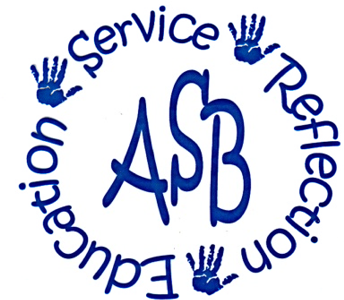 Service
Reflection
Education
ASB